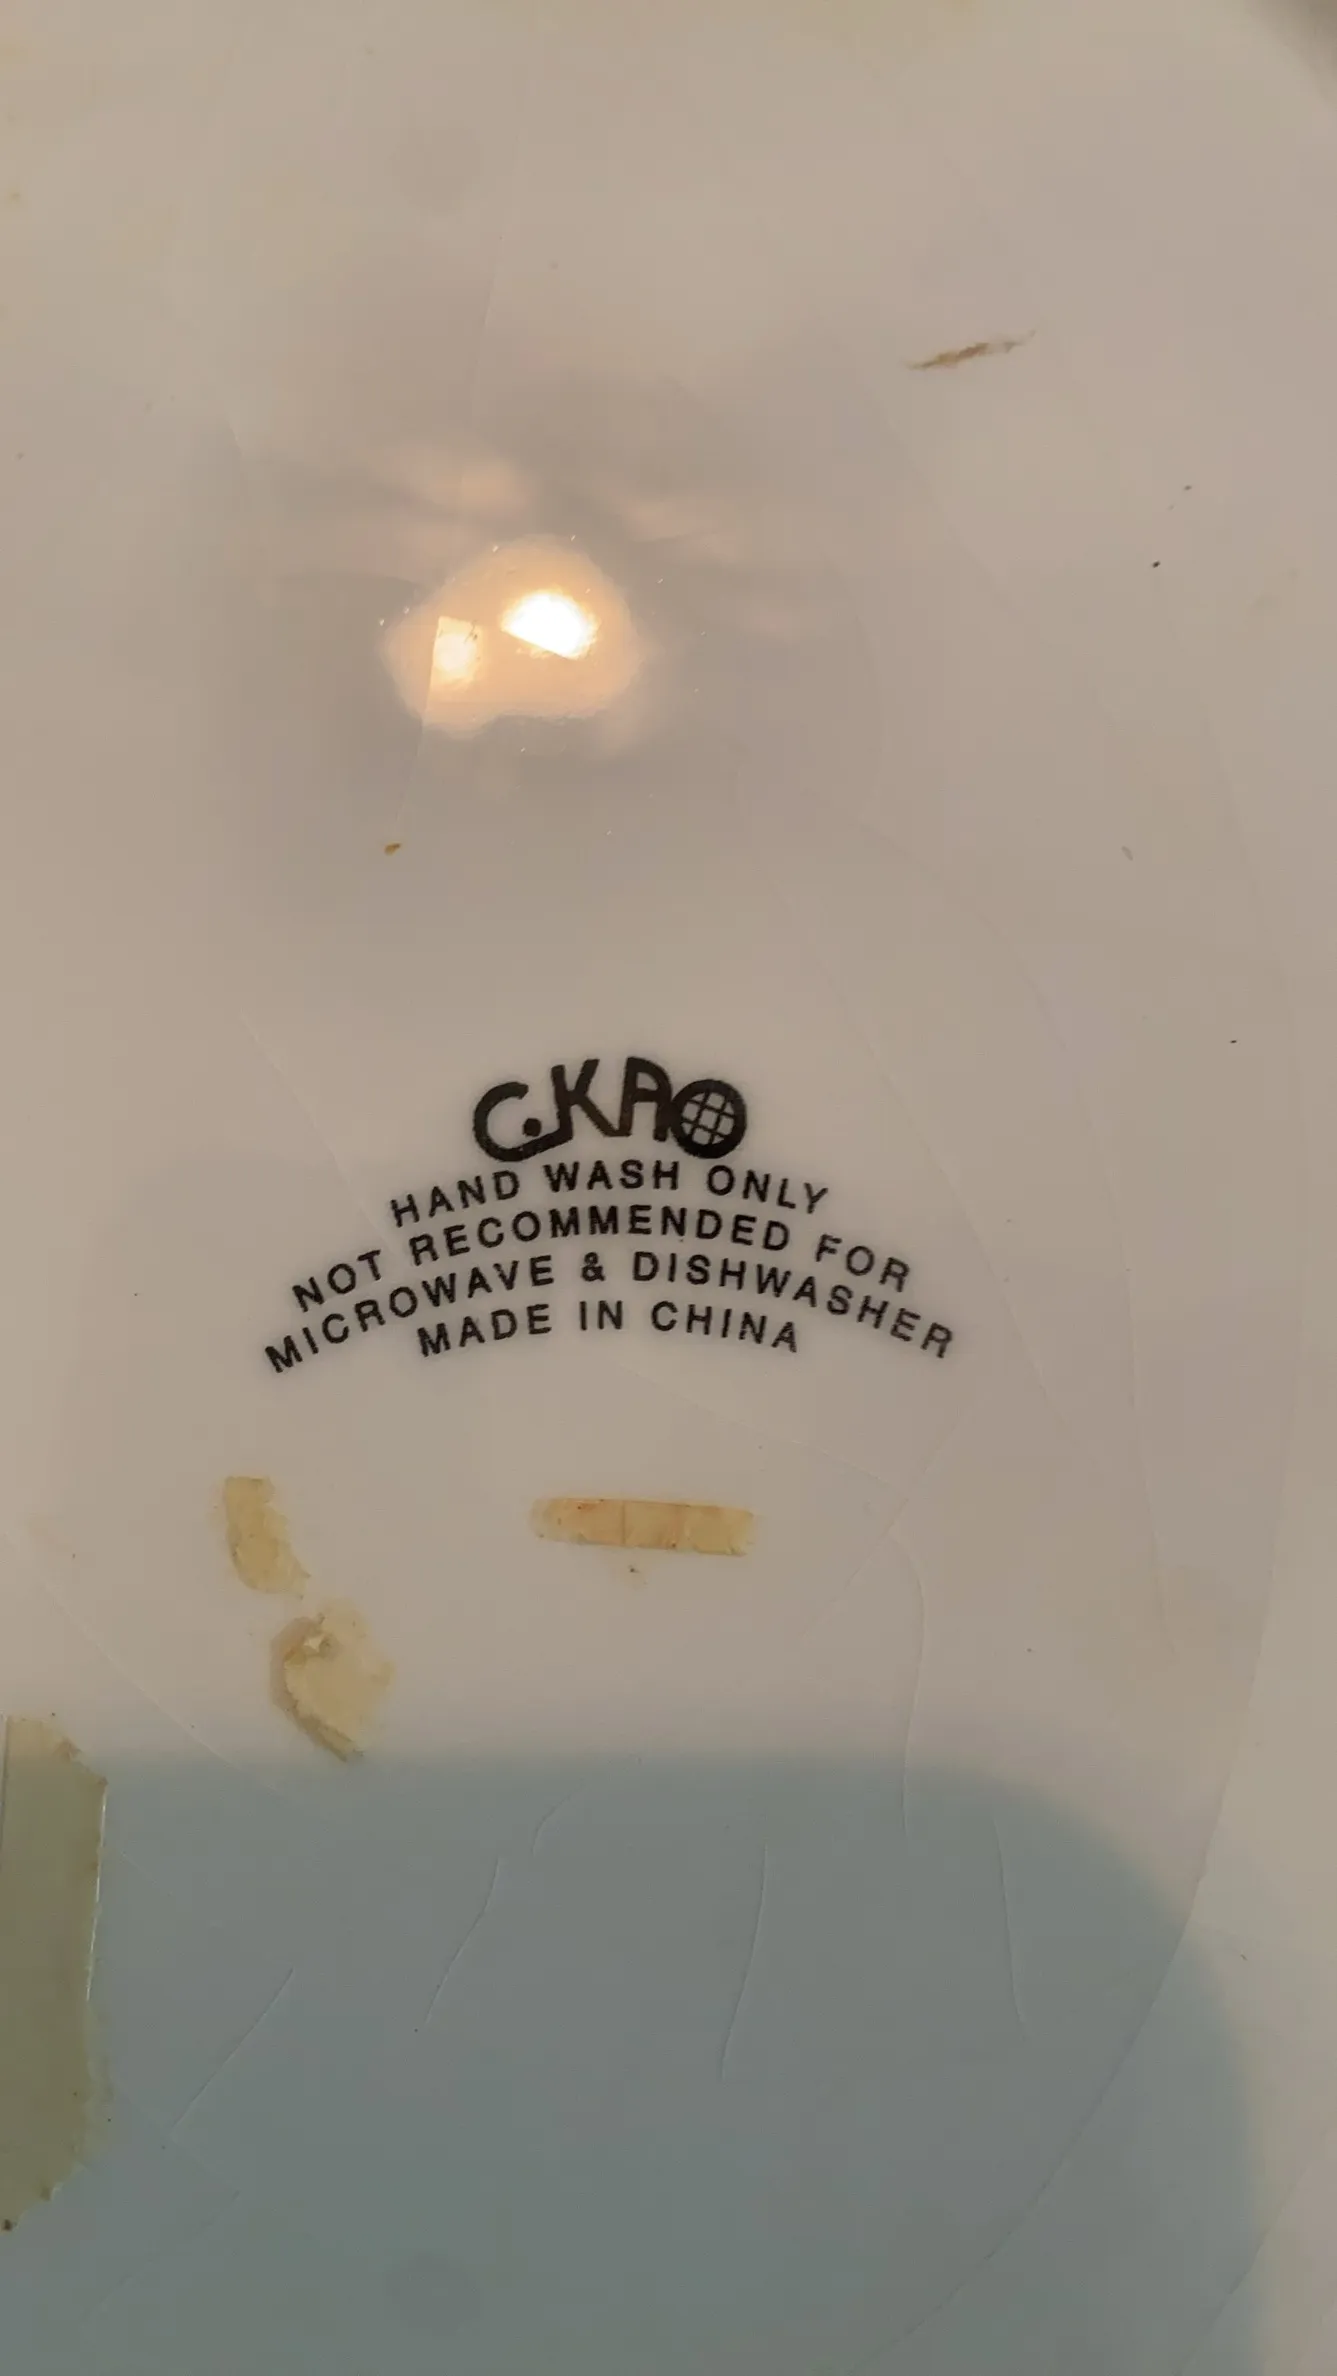 C.KAO
HAND WASH ONLY
NOT RECOMMENDED FOR
MICROWAVE & DISHWASHER
MADE IN CHINA